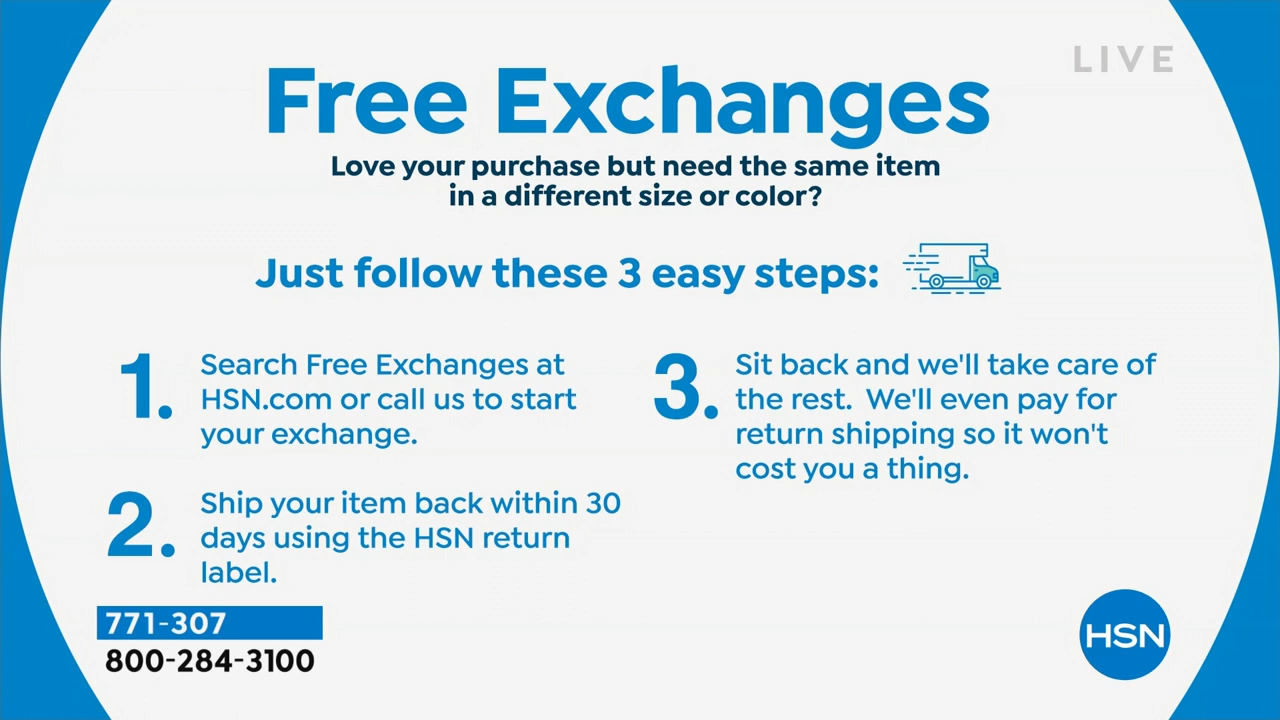 LIVE
Free Exchanges
Love your purchase but need the same item
in a different size or color?
Just follow these 3 easy steps:
1. Search Free Exchanges at
HSN.com or call us to start
your exchange.
2. Ship your item back within 30
days using the HSN return
label.
3. Sit back and we'll take care of
the rest.  We'll even pay for
return shipping so it won't
cost you a thing.
771-307
800-284-3100
HSN